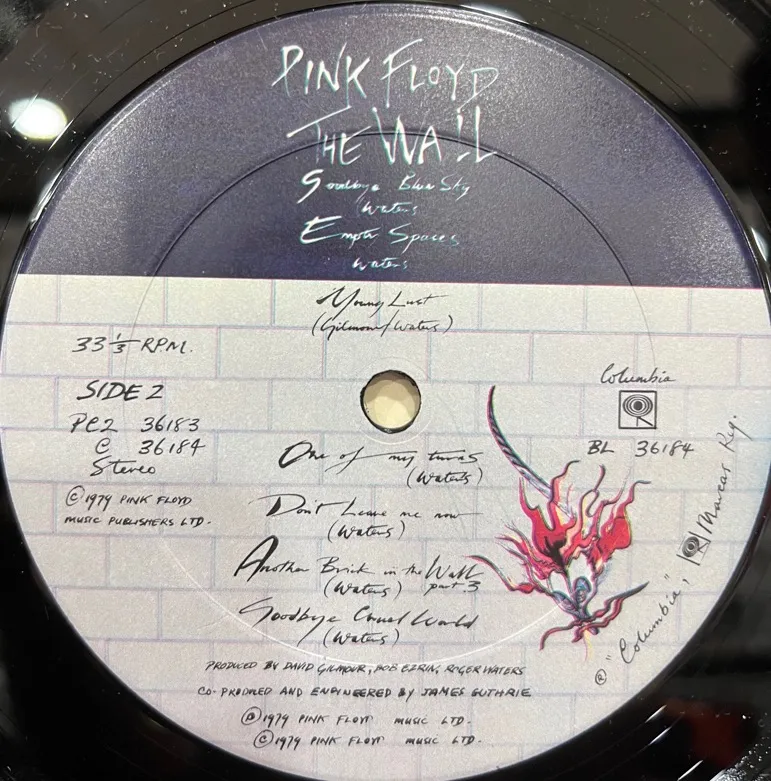 PINK FLOYD
THE WALL
Goodbye Blue Sky
(Waters
Empty Spaces
Waters
Young Lust
(Gilmour/Waters)
33 1/3 RPM.
SIDE 2
PC2 36183
C 36184
Stereo
© 1979 PINK FLOYD
MUSIC PUBLISHERS LTD.
Columbia
BL 36184
One of my turns
(Waters)
Don't Leave me now
(Waters)
Another Brick in the Wall
(Waters) part.3
Goodbye Cruel World
(Waters)
PRODUCED BY DAVID GILMOUR, BOB EZRIN, ROGER WATERS
CO-PRODUCED AND ENGINEERED BY JAMES GUTHRIE
℗ 1979 PINK FLOYD MUSIC LTD.
© 1979 PINK FLOYD MUSIC LTD.
® "Columbia", Marcas Reg.